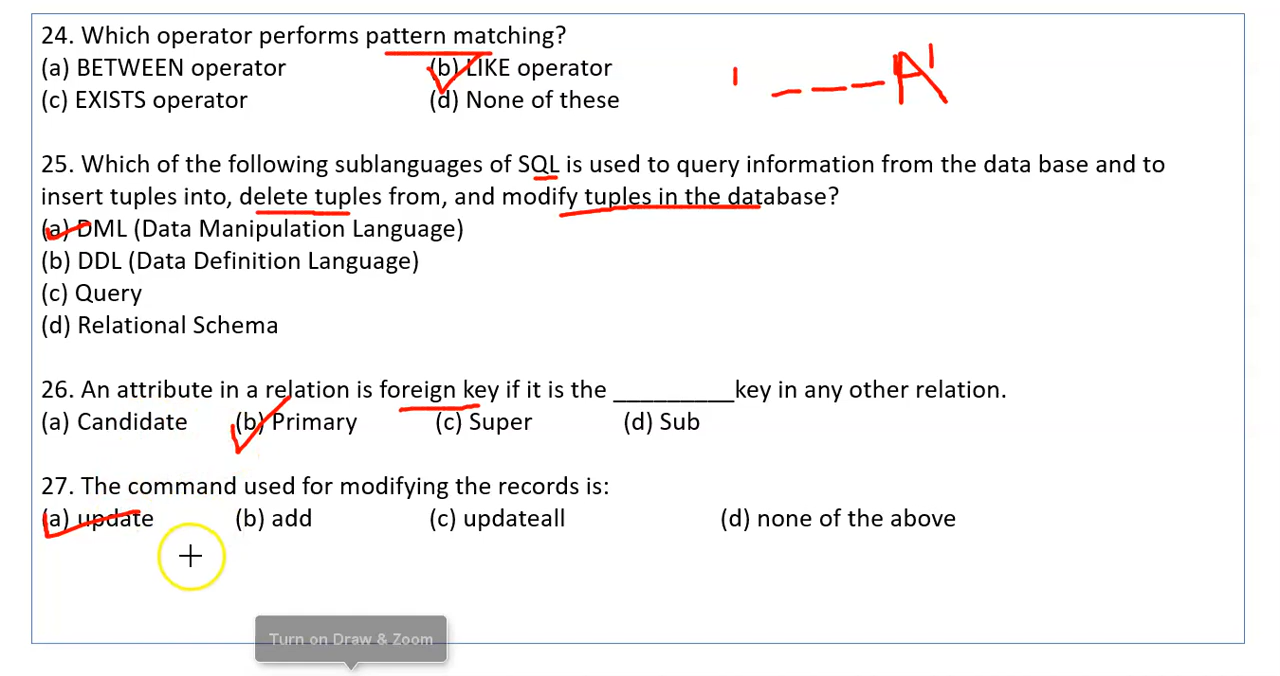 24. Which operator performs pattern matching?
(a) BETWEEN operator (b) LIKE operator
(c) EXISTS operator (d) None of these
' _ _ _ A'
25. Which of the following sublanguages of SQL is used to query information from the data base and to
insert tuples into, delete tuples from, and modify tuples in the database?
(a) DML (Data Manipulation Language)
(b) DDL (Data Definition Language)
(c) Query
(d) Relational Schema
26. An attribute in a relation is foreign key if it is the _________key in any other relation.
(a) Candidate (b) Primary (c) Super (d) Sub
27. The command used for modifying the records is:
(a) update (b) add (c) updateall (d) none of the above
Turn on Draw & Zoom